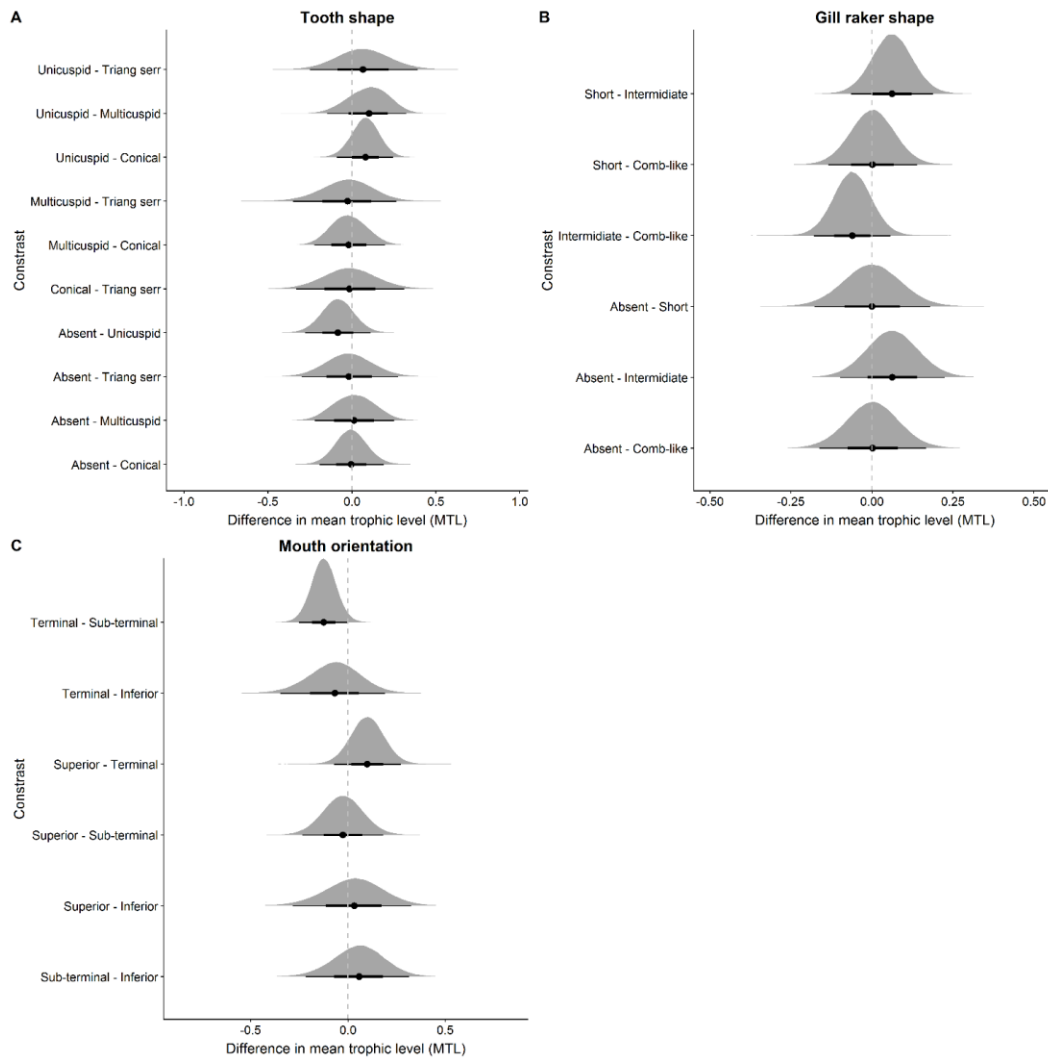 A
Tooth shape
Unicuspid - Triang serr
Unicuspid - Multicuspid
Unicuspid - Conical
Multicuspid - Triang serr
Multicuspid - Conical
Conical - Triang serr
Absent - Unicuspid
Absent - Triang serr
Absent - Multicuspid
Absent - Conical
Constrast
-1.0 -0.5 0.0 0.5 1.0
Difference in mean trophic level (MTL)
B
Gill raker shape
Short - Intermidiate
Short - Comb-like
Intermidiate - Comb-like
Absent - Short
Absent - Intermidiate
Absent - Comb-like
Constrast
-0.50 -0.25 0.00 0.25 0.50
Difference in mean trophic level (MTL)
C
Mouth orientation
Terminal - Sub-terminal
Terminal - Inferior
Superior - Terminal
Superior - Sub-terminal
Superior - Inferior
Sub-terminal - Inferior
Constrast
-0.5 0.0 0.5
Difference in mean trophic level (MTL)